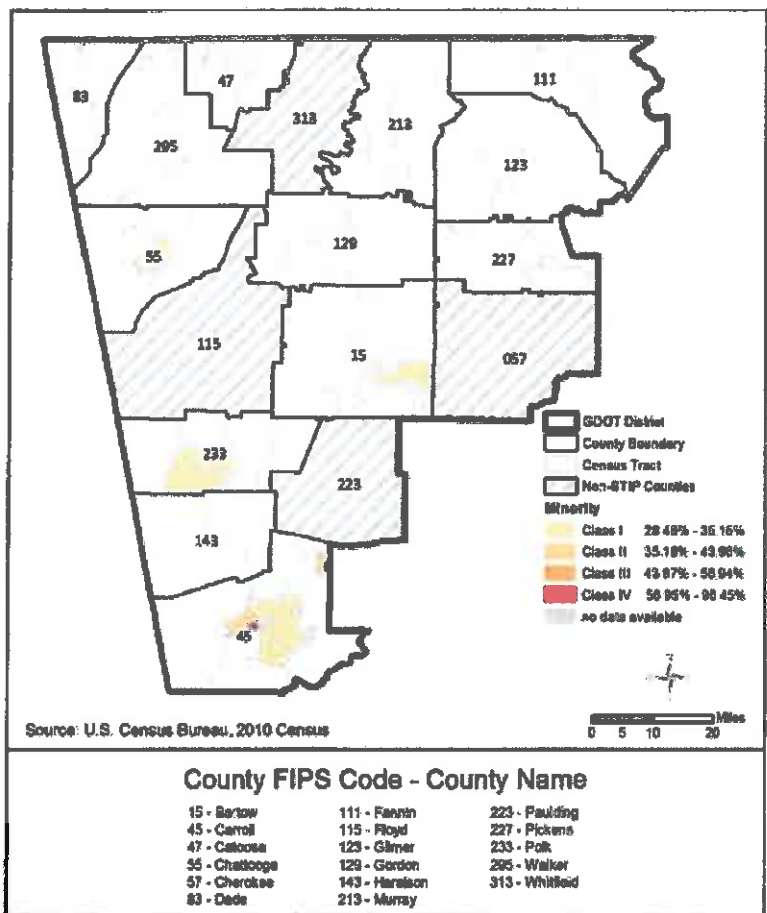 47
83
111
313
213
295
123
129
55
227
115
15
057
233
223
143
45
GDOT District
County Boundary
Census Tract
Non-STIP Counties
Minority
Class I
Class II
Class III
Class IV
no data available
Miles
0 5 10 20
Source: U.S. Census Bureau, 2010 Census
County FIPS Code - County Name
15 - Bartow
45 - Carroll
47 - Catoosa
55 - Chattooga
57 - Cherokee
83 - Dade
111 - Fannin
115 - Floyd
123 - Gilmer
129 - Gordon
143 - Haralson
213 - Murray
223 - Paulding
227 - Pickens
233 - Polk
295 - Walker
313 - Whitfield